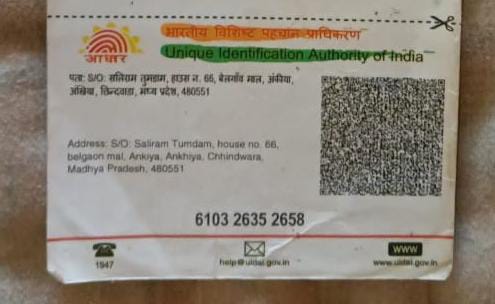 भारतीय विशिष्ट पहचान प्राधिकरण
आधार
Unique Identification Authority of India
पता: S/O: सलिराम तुमडाम, हाउस न. 66, बेलगाँव माल, अंकिया,
अंखिया, छिन्दवाडा, मध्य प्रदेश, 480551
Address: S/O: Saliram Tumdam, house no. 66,
belgaon mal, Ankiya, Ankhiya, Chhindwara,
Madhya Pradesh, 480551
6103 2635 2658
1947
help@uidai.gov.in
WWW
www.uidai.gov.in